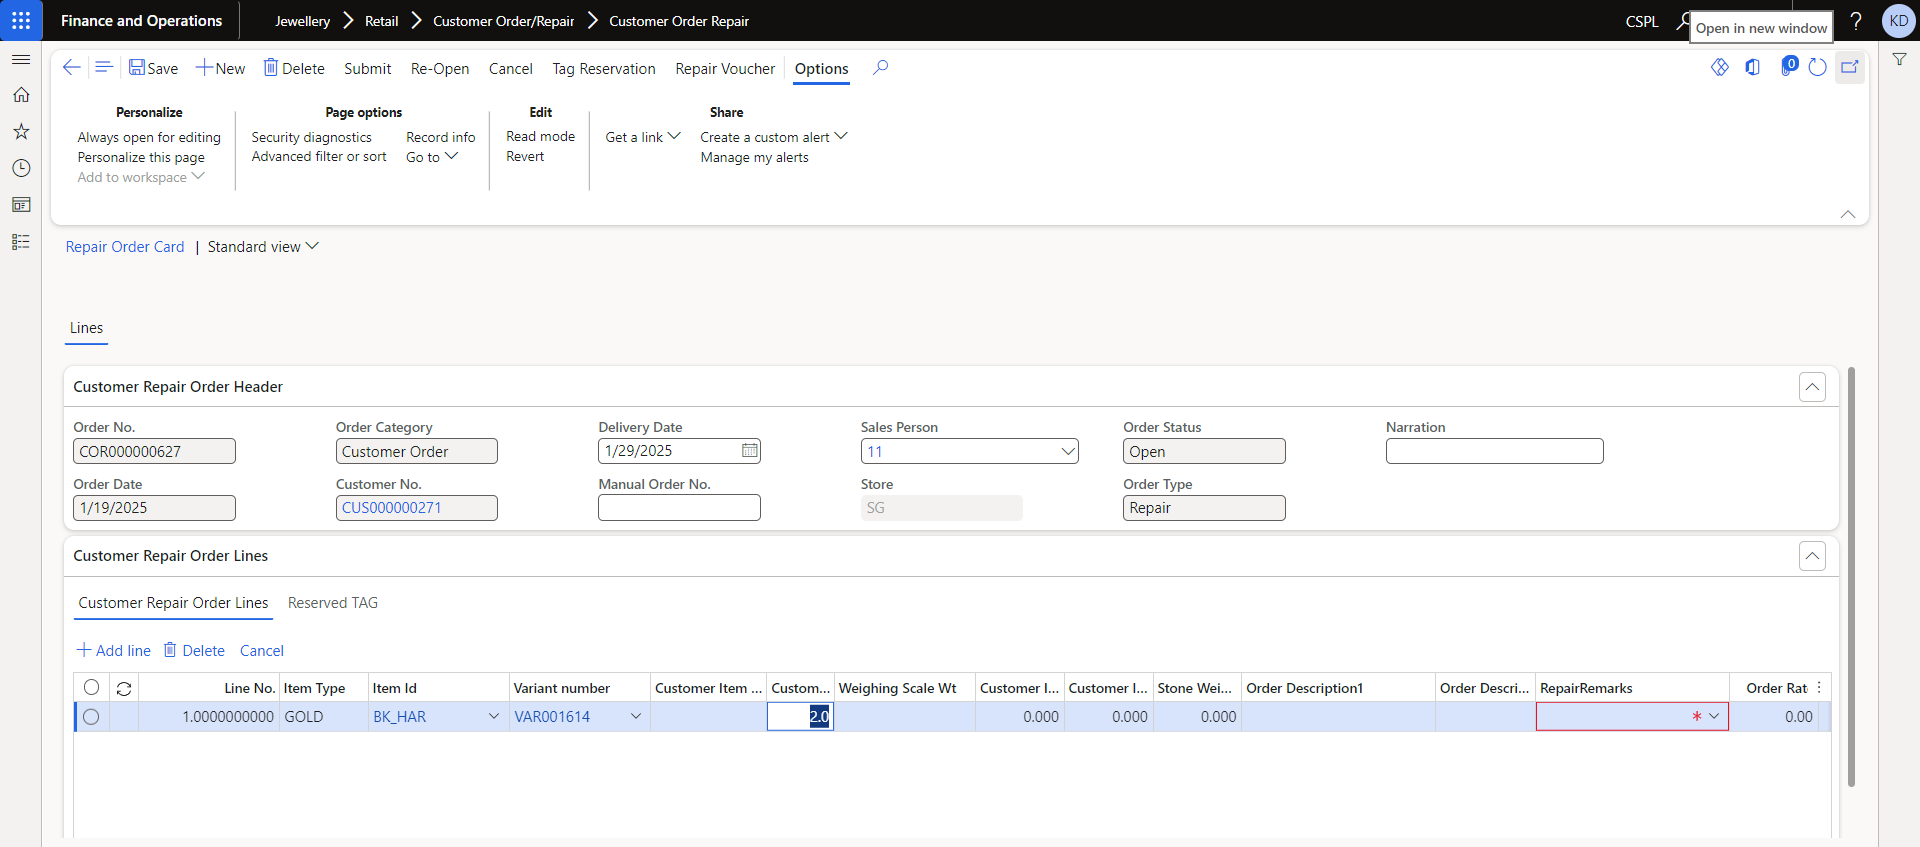 Finance and Operations
Jewellery
Retail
Customer Order/Repair
Customer Order Repair
CSPL
Open in new window
?
KD
Save
New
Delete
Submit
Re-Open
Cancel
Tag Reservation
Repair Voucher
Options
0
Personalize
Always open for editing
Personalize this page
Add to workspace
Page options
Security diagnostics
Advanced filter or sort
Record info
Go to
Edit
Read mode
Revert
Get a link
Share
Create a custom alert
Manage my alerts
Repair Order Card | Standard view
Lines
Customer Repair Order Header
Order No.
COR000000627
Order Category
Customer Order
Delivery Date
1/29/2025
Sales Person
11
Order Status
Open
Narration
Order Date
1/19/2025
Customer No.
CUS000000271
Manual Order No.
Store
SG
Order Type
Repair
Customer Repair Order Lines
Customer Repair Order Lines
Reserved TAG
Add line
Delete
Cancel
Line No. Item Type Item Id Variant number Customer Item ... Custom... Weighing Scale Wt Customer I... Customer I... Stone Wei... Order Description1 Order Descri... RepairRemarks Order Rat
1.0000000000 GOLD BK_HAR VAR001614 2.0 0.000 0.000 0.000 * 0.00